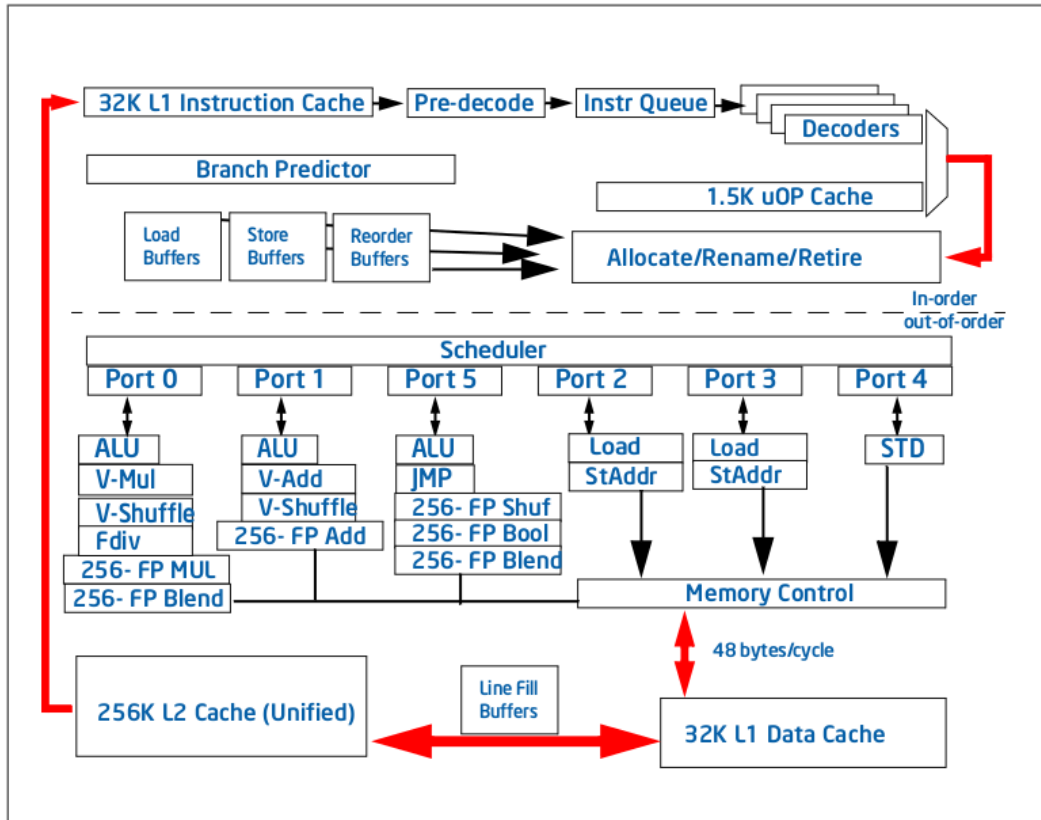 32K L1 Instruction Cache
Pre-decode
Instr Queue
Decoders
Branch Predictor
1.5K uOP Cache
Load
Buffers
Store
Buffers
Reorder
Buffers
Allocate/Rename/Retire
In-order
out-of-order
Scheduler
Port 0
Port 1
Port 5
Port 2
Port 3
Port 4
ALU
V-Mul
V-Shuffle
Fdiv
256- FP MUL
256- FP Blend
ALU
V-Add
V-Shuffle
256- FP Add
ALU
JMP
256- FP Shuf
256- FP Bool
256- FP Blend
Load
StAddr
Load
StAddr
STD
Memory Control
48 bytes/cycle
256K L2 Cache (Unified)
Line Fill
Buffers
32K L1 Data Cache